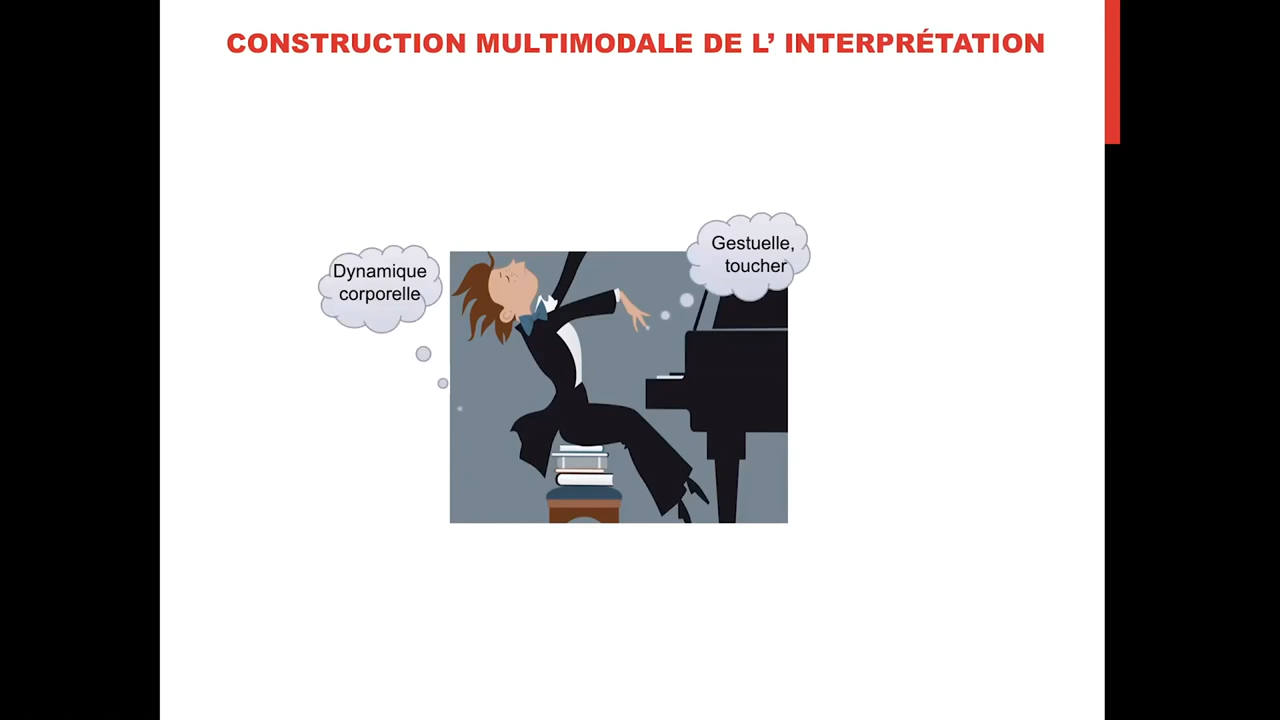 CONSTRUCTION MULTIMODALE DE L’ INTERPRÉTATION
Dynamique
corporelle
Gestuelle,
toucher